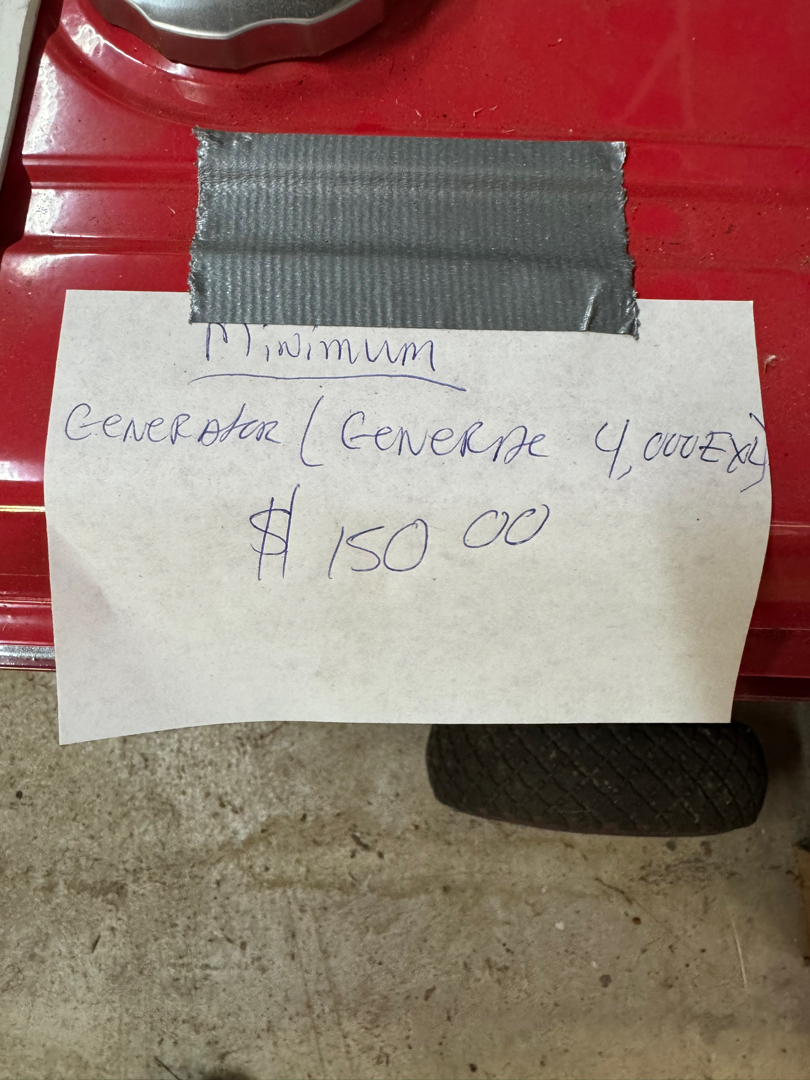 Minimum
GENERATOR (GENERAC 4,000EXL)
$ 150 00